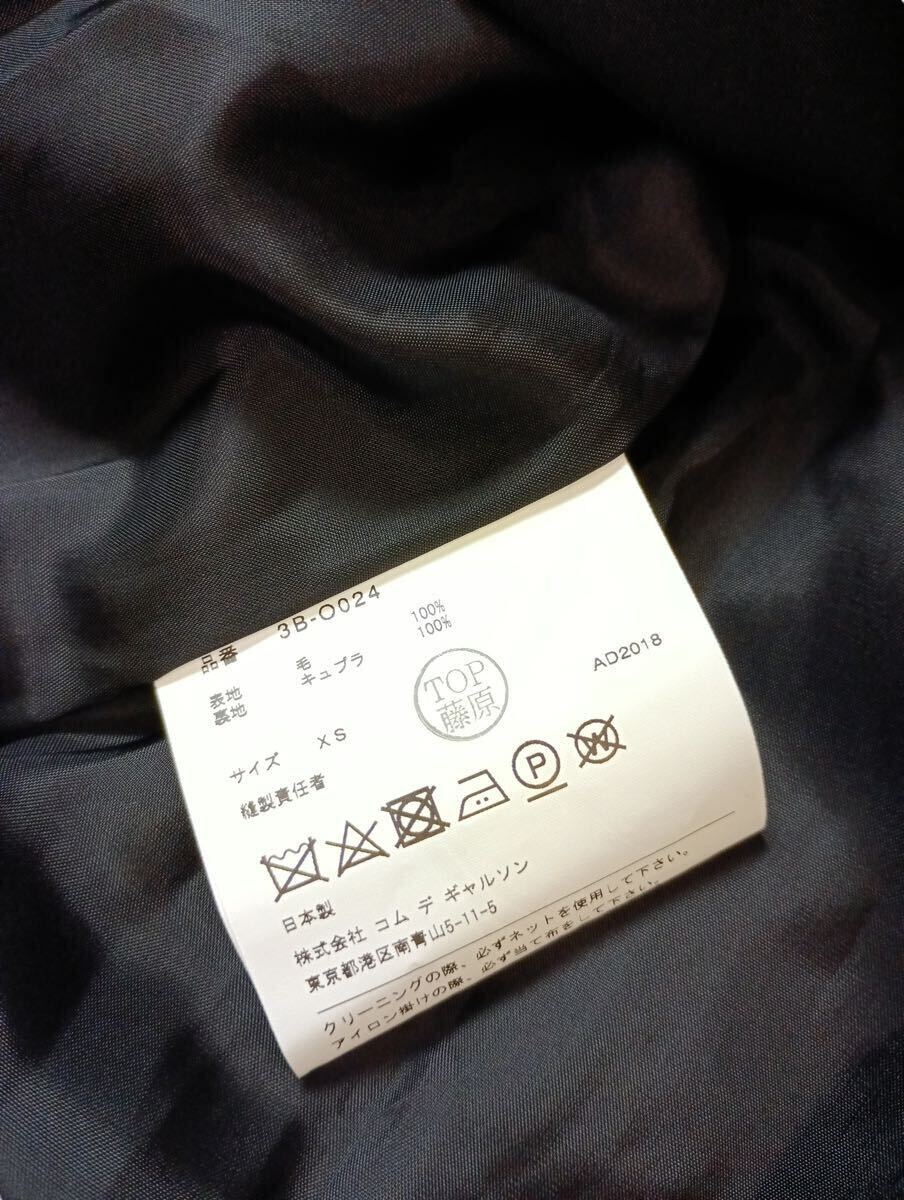 品番 3B-O024
表地 毛 100%
裏地 キュプラ 100%
サイズ XS
縫製責任者
TOP
藤原
AD2018
P
W
日本製
株式会社 コム デ ギャルソン
東京都港区南青山5-11-5
クリーニングの際、必ずネットを使用して下さい。
アイロン掛けの際、必ず当て布をして下さい。